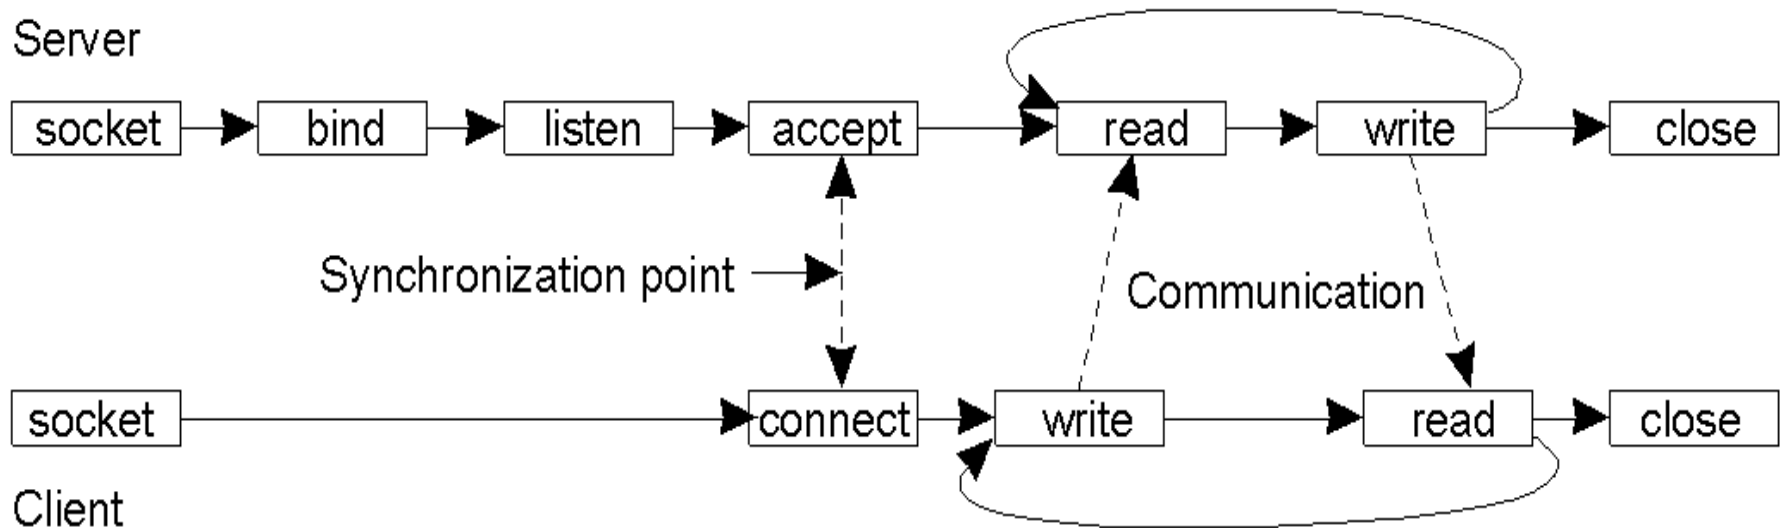 Server
socket bind listen accept read write close
Synchronization point
Communication
socket connect write read close
Client